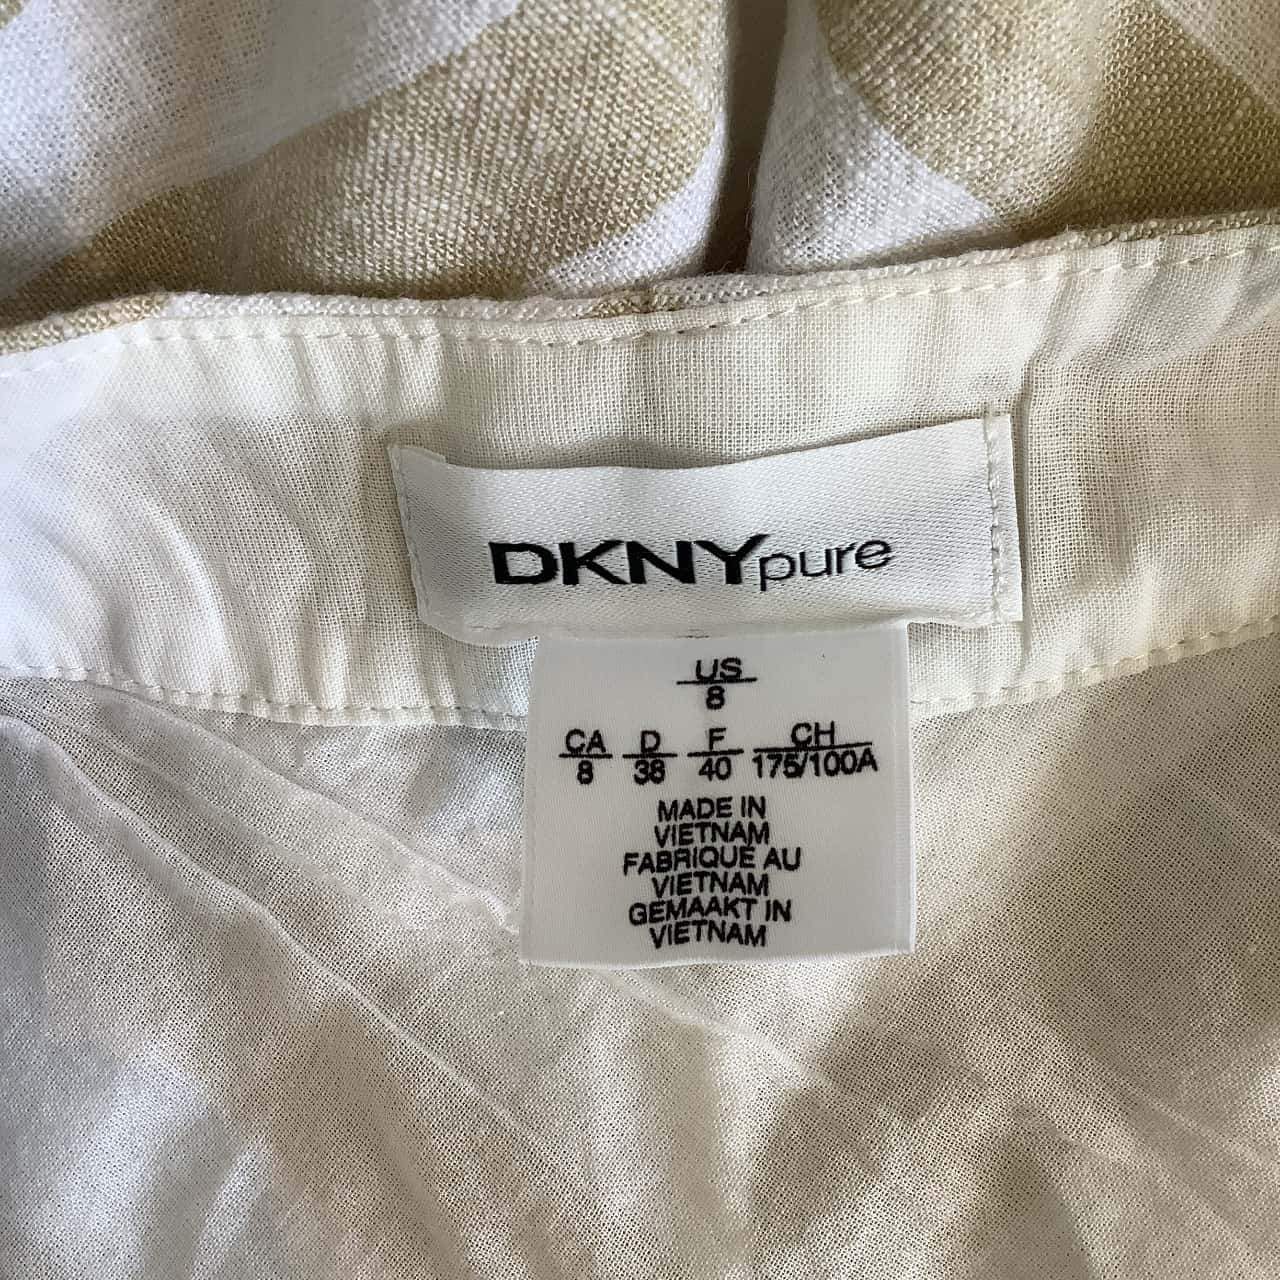 DKNYpure
US
8
CA D F CH
8 38 40 175/100A
MADE IN
VIETNAM
FABRIQUÉ AU
VIETNAM
GEMAAKT IN
VIETNAM